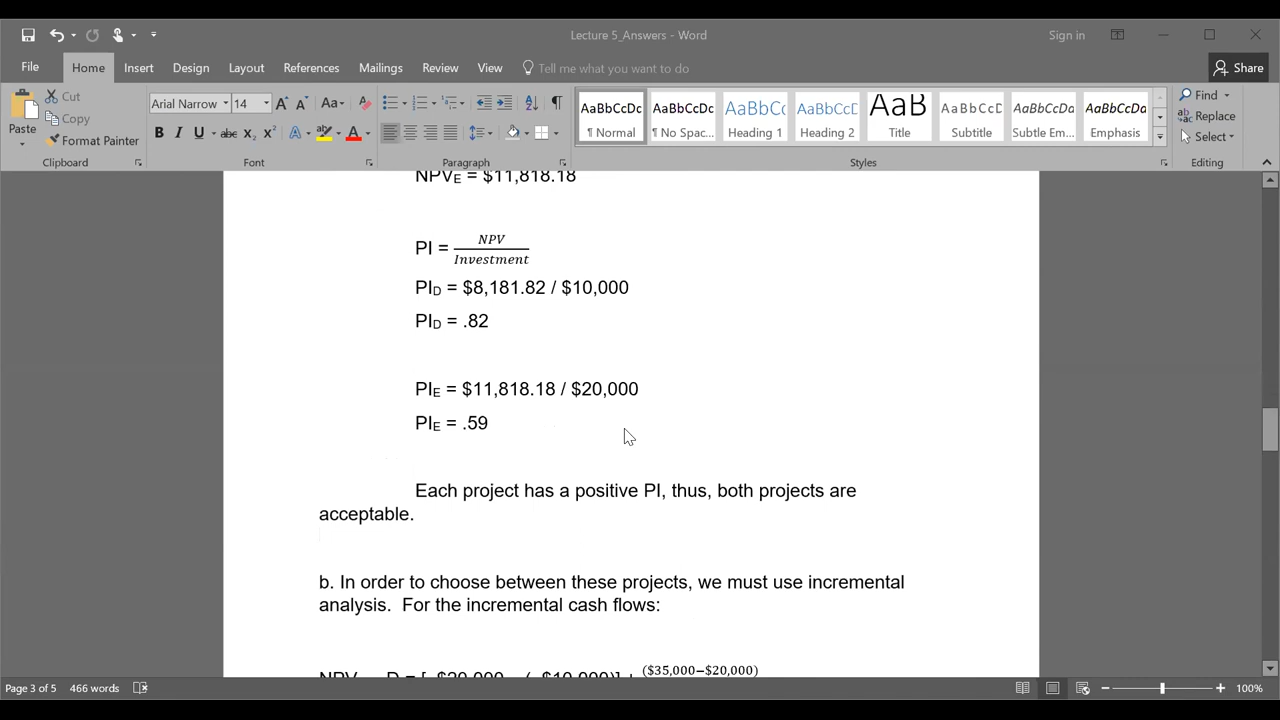 Lecture 5_Answers - Word
Sign in
File Home Insert Design Layout References Mailings Review View Tell me what you want to do Share
Paste
Cut
Copy
Format Painter
Clipboard
Arial Narrow 14
Aa
B I U abc X2 X2 A A
Font
Paragraph
AaBbCcDc AaBbCcDc AaBbC( AaBbCcD AaB AaBbCcD AaBbCcDa AaBbCcDa
¶ Normal ¶ No Spac... Heading 1 Heading 2 Title Subtitle Subtle Em... Emphasis
Styles
Find
Replace
Select
Editing
NPVE = $11,818.18
PI = NPV / Investment
PID = $8,181.82 / $10,000
PID = .82
PIE = $11,818.18 / $20,000
PIE = .59
Each project has a positive PI, thus, both projects are
acceptable.
b. In order to choose between these projects, we must use incremental
analysis. For the incremental cash flows:
($35,000−$20,000)
Page 3 of 5 466 words 100%